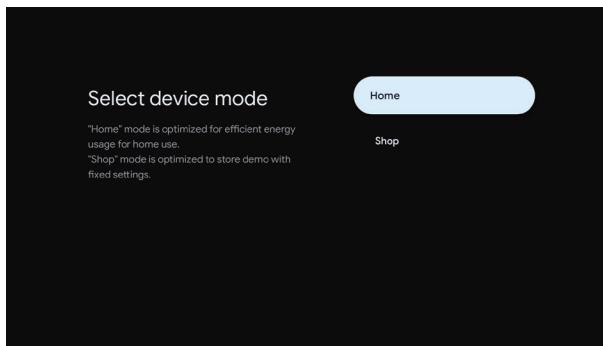 Select device mode
"Home" mode is optimized for efficient energy
usage for home use.
"Shop" mode is optimized to store demo with
fixed settings.
Home
Shop